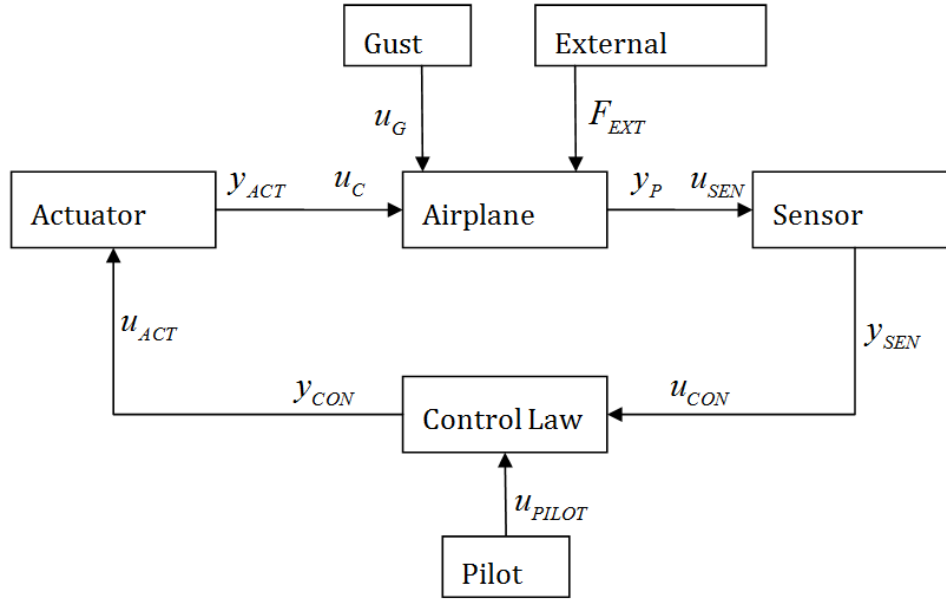 Gust
External
u_G
F_EXT
y_ACT u_C
y_P u_SEN
Actuator
Airplane
Sensor
u_ACT
y_SEN
y_CON
u_CON
Control Law
u_PILOT
Pilot